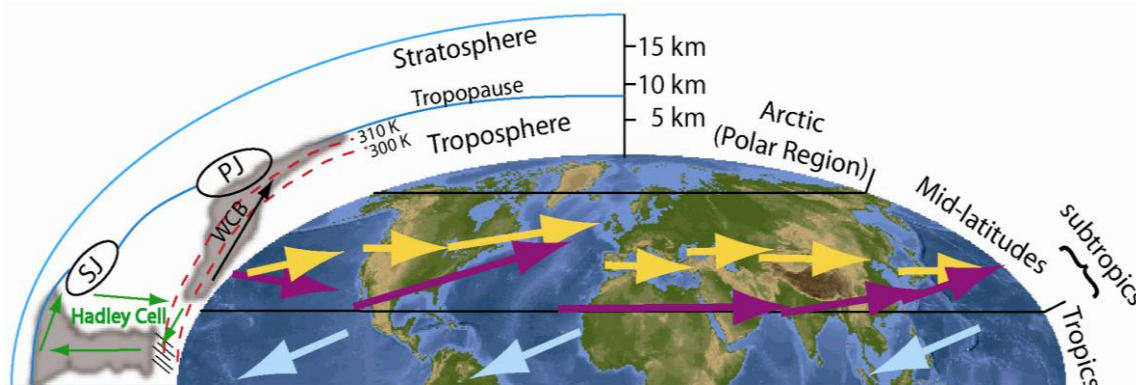 Stratosphere
15 km
Tropopause
10 km
Troposphere
5 km
310 K
300 K
Arctic
(Polar Region)
Mid-latitudes
subtropics
Tropics
PJ
WCB
SJ
Hadley Cell